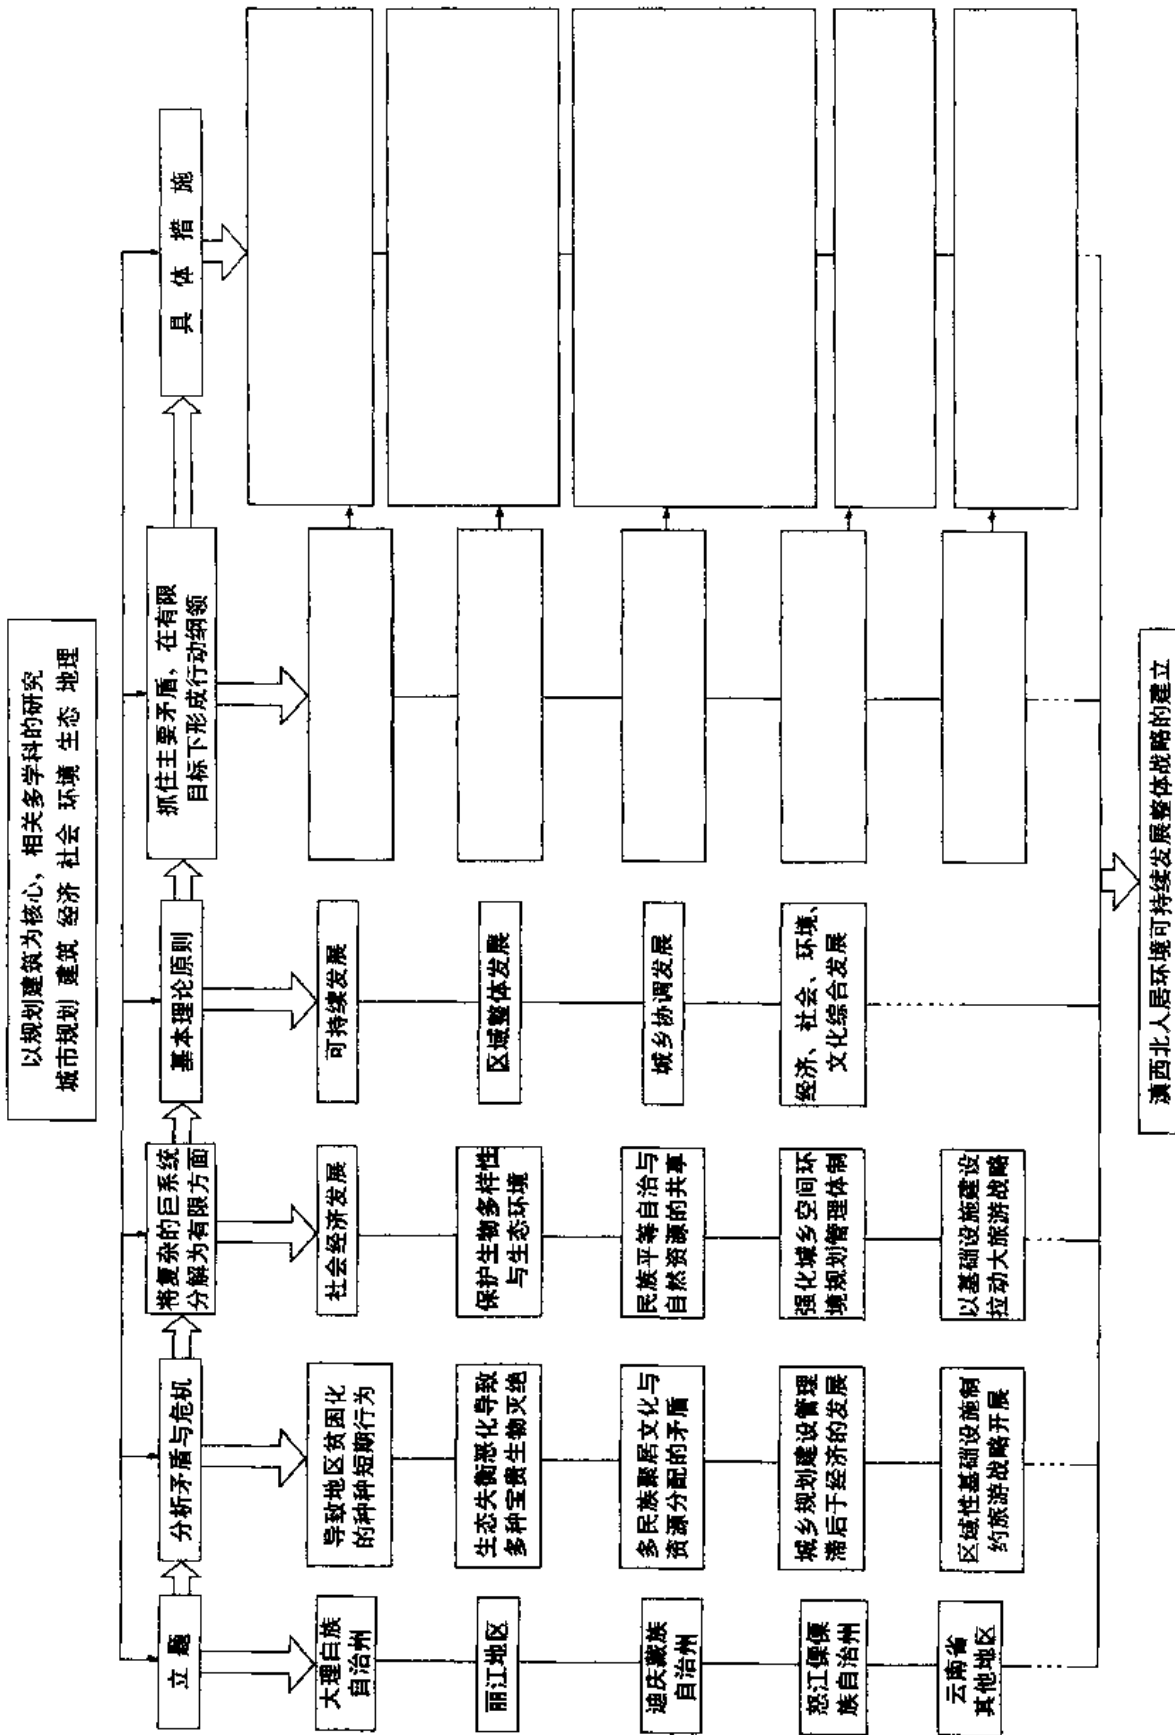 以规划建筑为核心，相关多学科的研究
城市规划 建筑 经济 社会 环境 生态 地理
立题
分析矛盾与危机
将复杂的巨系统
分解为有限方面
基本理论原则
抓住主要矛盾，在有限
目标下形成行动纲领
具体措施
大理白族
自治州
导致地区贫困化
的种种短期行为
社会经济发展
可持续发展
丽江地区
生态失衡恶化导致
多种宝贵生物灭绝
保护生物多样性
与生态环境
区域整体发展
迪庆藏族
自治州
多民族聚居文化与
资源分配的矛盾
民族平等自治与
自然资源的共享
城乡协调发展
怒江傈僳
族自治州
城乡规划建设管理
滞后于经济的发展
强化城乡空间环
境规划管理体制
经济、社会、环境、
文化综合发展
云南省
其他地区
区域性基础设施制
约旅游战略开展
以基础设施建设
拉动大旅游战略
滇西北人居环境可持续发展整体战略的建立